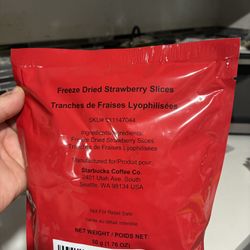 Freeze Dried Strawberry Slices
Tranches de Fraises Lyophilisées
SKU# 011147044
Ingredients/Ingrédients:
Freeze Dried Strawberry Slices
Tranches de Fraises Lyophilisées
Manufactured for/Produit pour:
Starbucks Coffee Co.
2401 Utah Ave. South
Seattle, WA 98134 USA
Not For Retail Sale
NET WEIGHT / POIDS NET:
50 g (1.76 OZ)